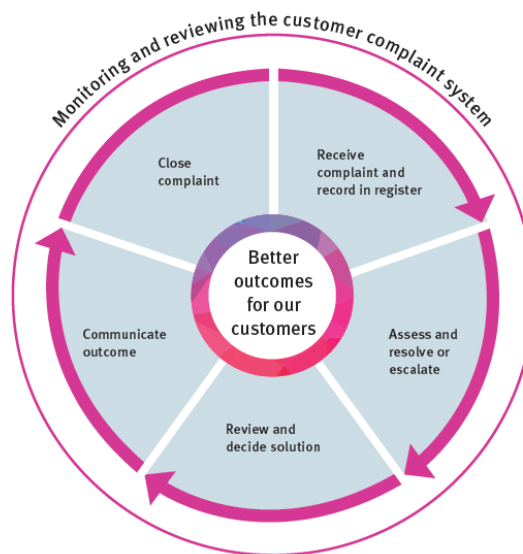 Monitoring and reviewing the customer complaint system
Receive
complaint and
record in register
Assess and
resolve or
escalate
Review and
decide solution
Communicate
outcome
Close
complaint
Better
outcomes
for our
customers